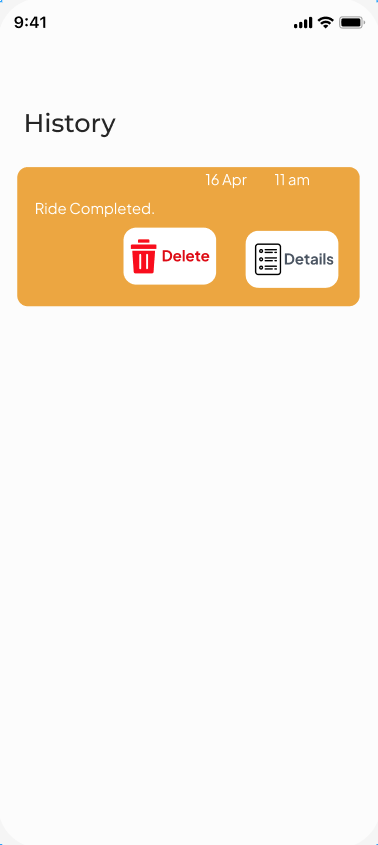 9:41
History
16 Apr 11 am
Ride Completed.
Delete Details